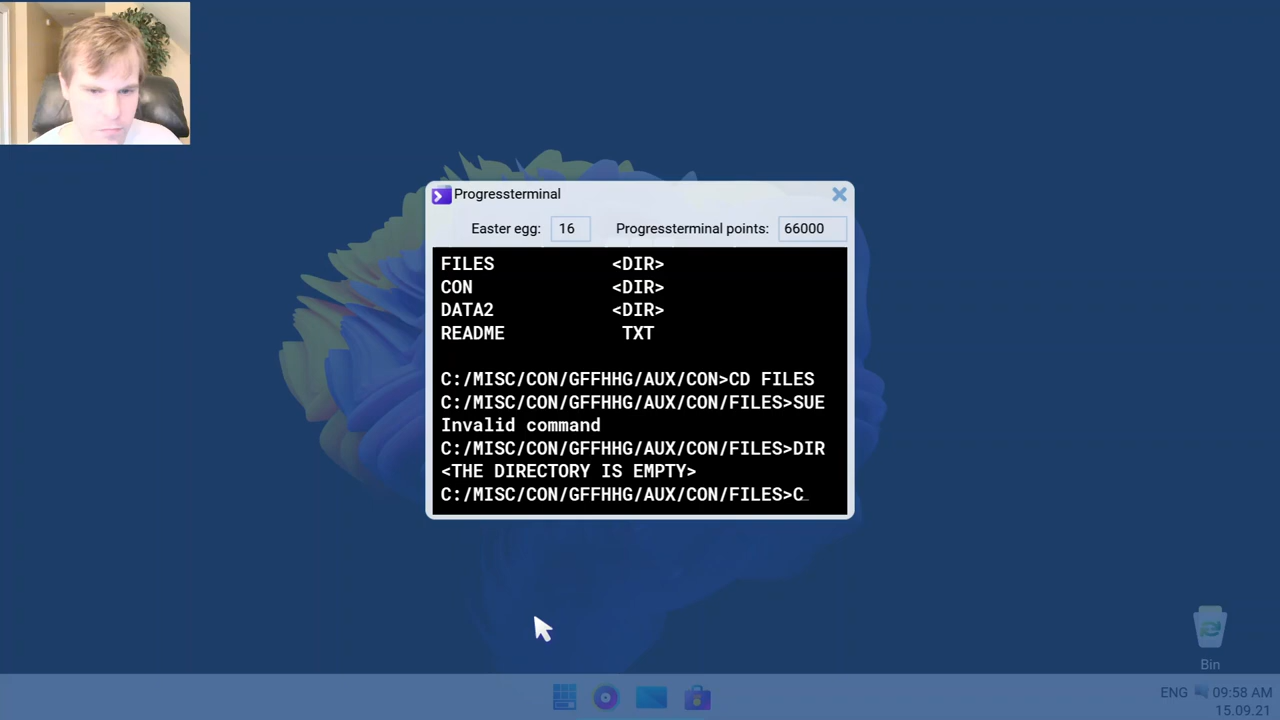 Progressterminal
Easter egg: 16 Progressterminal points: 66000
FILES <DIR>
CON <DIR>
DATA2 <DIR>
README TXT
C:/MISC/CON/GFFHHG/AUX/CON>CD FILES
C:/MISC/CON/GFFHHG/AUX/CON/FILES>SUE
Invalid command
C:/MISC/CON/GFFHHG/AUX/CON/FILES>DIR
<THE DIRECTORY IS EMPTY>
C:/MISC/CON/GFFHHG/AUX/CON/FILES>C_
Bin
ENG 09:58 AM
15.09.21